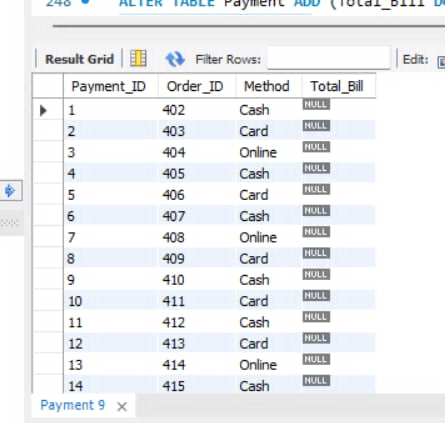 248 ALTER TABLE Payment ADD (Total_Bill
Result Grid Filter Rows: Edit:
Payment_ID Order_ID Method Total_Bill
1 402 Cash NULL
2 403 Card NULL
3 404 Online NULL
4 405 Cash NULL
5 406 Card NULL
6 407 Cash NULL
7 408 Online NULL
8 409 Card NULL
9 410 Cash NULL
10 411 Card NULL
11 412 Cash NULL
12 413 Card NULL
13 414 Online NULL
14 415 Cash NULL
Payment 9